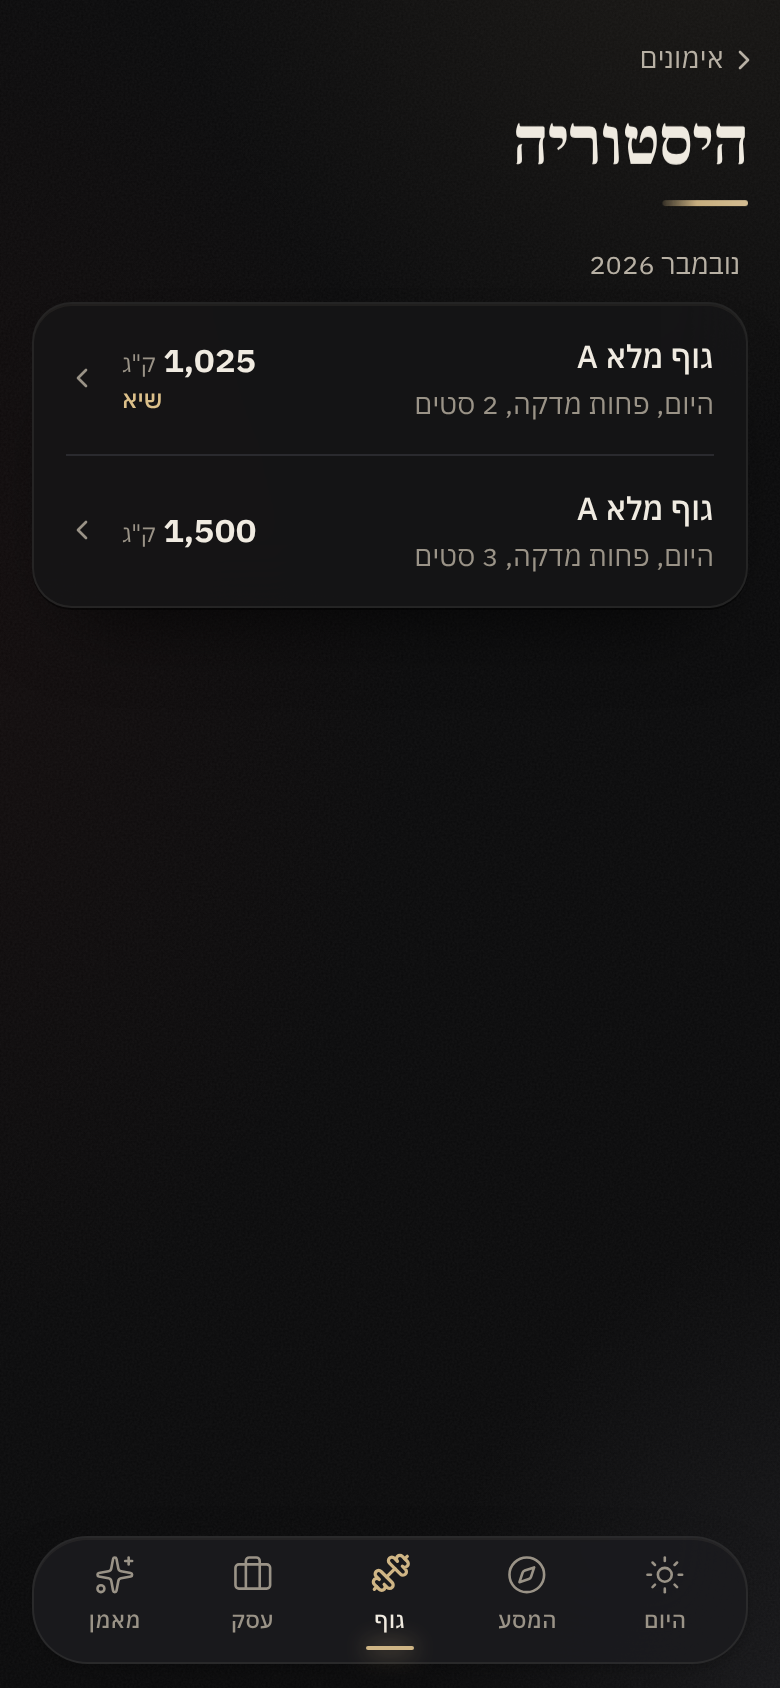 אימונים
היסטוריה
נובמבר 2026
גוף מלא A
היום, פחות מדקה, 2 סטים
1,025 ק"ג
שיא
גוף מלא A
היום, פחות מדקה, 3 סטים
1,500 ק"ג
היום
המסע
גוף
עסק
מאמן